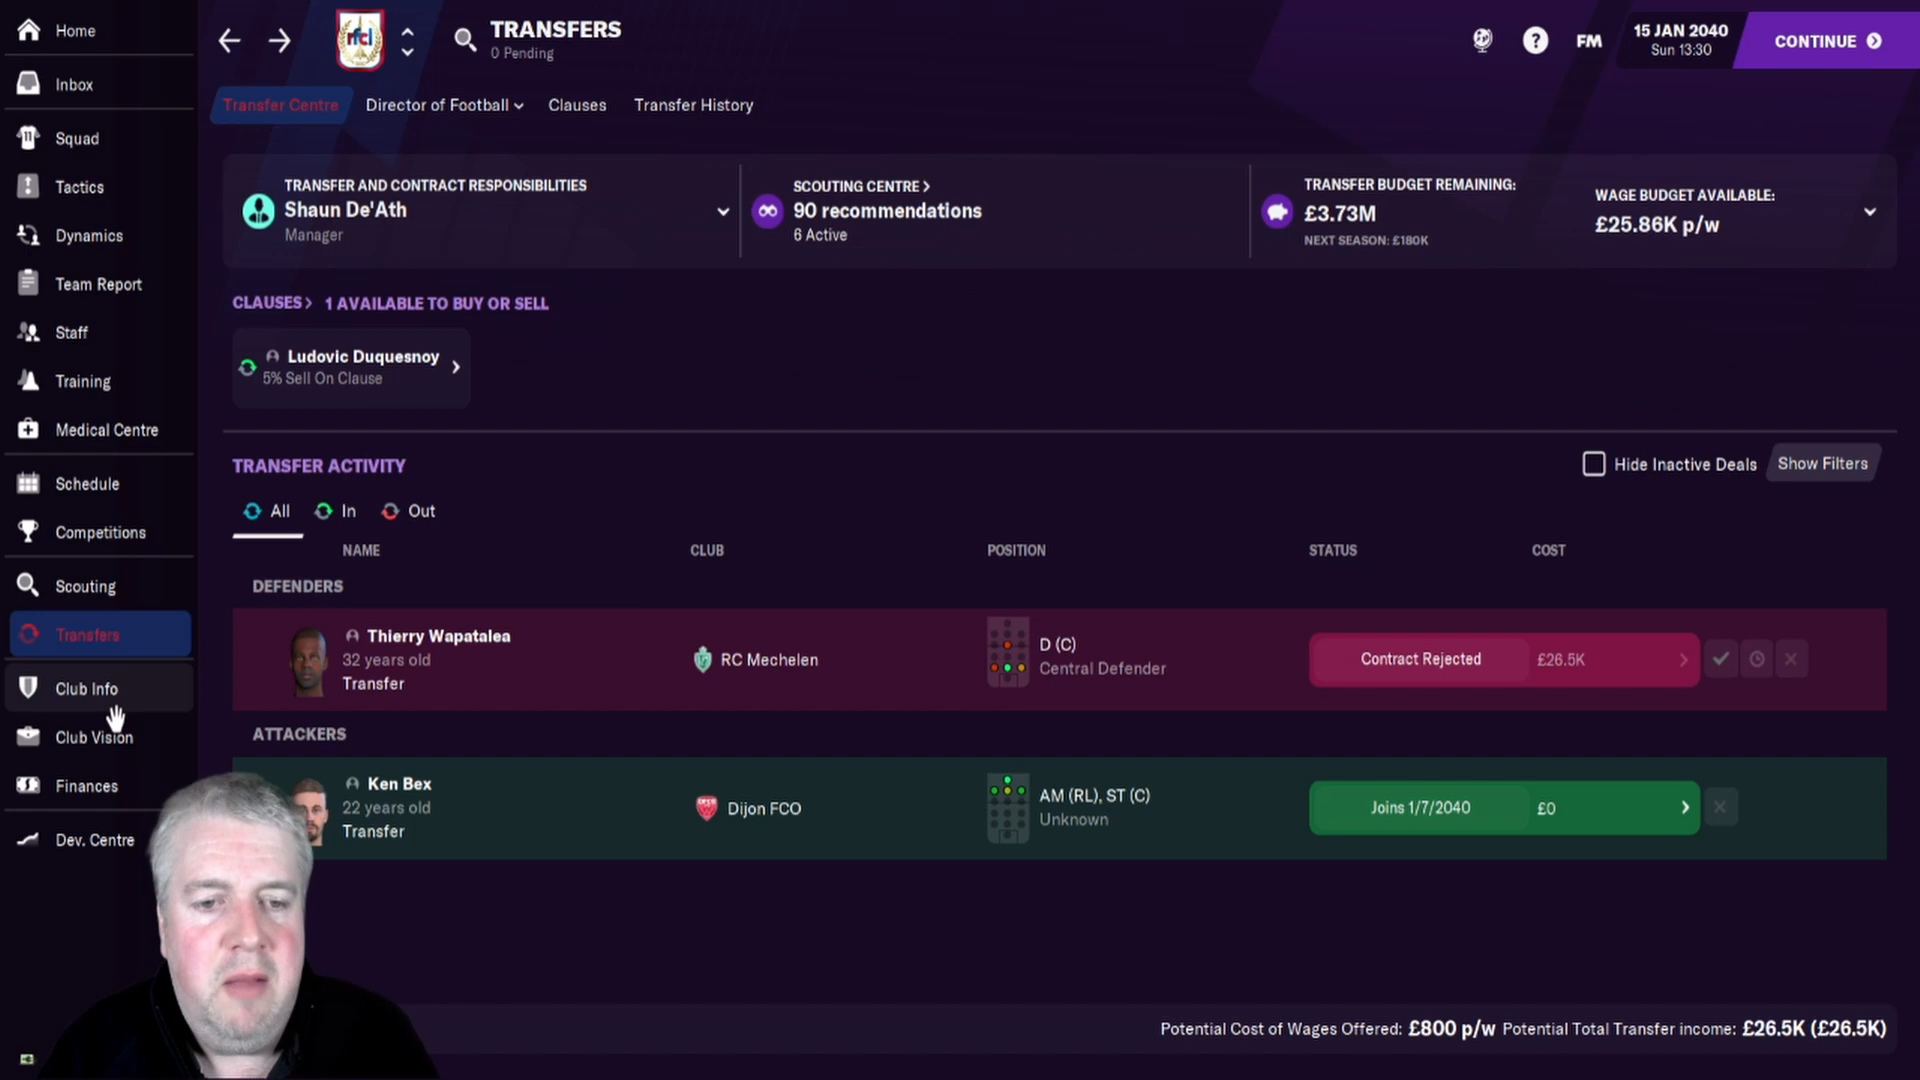 Home
Inbox
Squad
Tactics
Dynamics
Team Report
Staff
Training
Medical Centre
Schedule
Competitions
Scouting
Transfers
Club Info
Club Vision
Finances
Dev. Centre
rfcl
TRANSFERS
0 Pending
FM
15 JAN 2040
Sun 13:30
CONTINUE
Transfer Centre
Director of Football
Clauses
Transfer History
TRANSFER AND CONTRACT RESPONSIBILITIES
Shaun De'Ath
Manager
SCOUTING CENTRE >
90 recommendations
6 Active
TRANSFER BUDGET REMAINING:
£3.73M
NEXT SEASON: £180K
WAGE BUDGET AVAILABLE:
£25.86K p/w
CLAUSES > 1 AVAILABLE TO BUY OR SELL
Ludovic Duquesnoy
5% Sell On Clause
TRANSFER ACTIVITY
Hide Inactive Deals
Show Filters
All In Out
NAME CLUB POSITION STATUS COST
DEFENDERS
Thierry Wapatalea
32 years old
Transfer
RC Mechelen
D (C)
Central Defender
Contract Rejected £26.5K
ATTACKERS
Ken Bex
22 years old
Transfer
Dijon FCO
AM (RL), ST (C)
Unknown
Joins 1/7/2040 £0
Potential Cost of Wages Offered: £800 p/w Potential Total Transfer income: £26.5K (£26.5K)